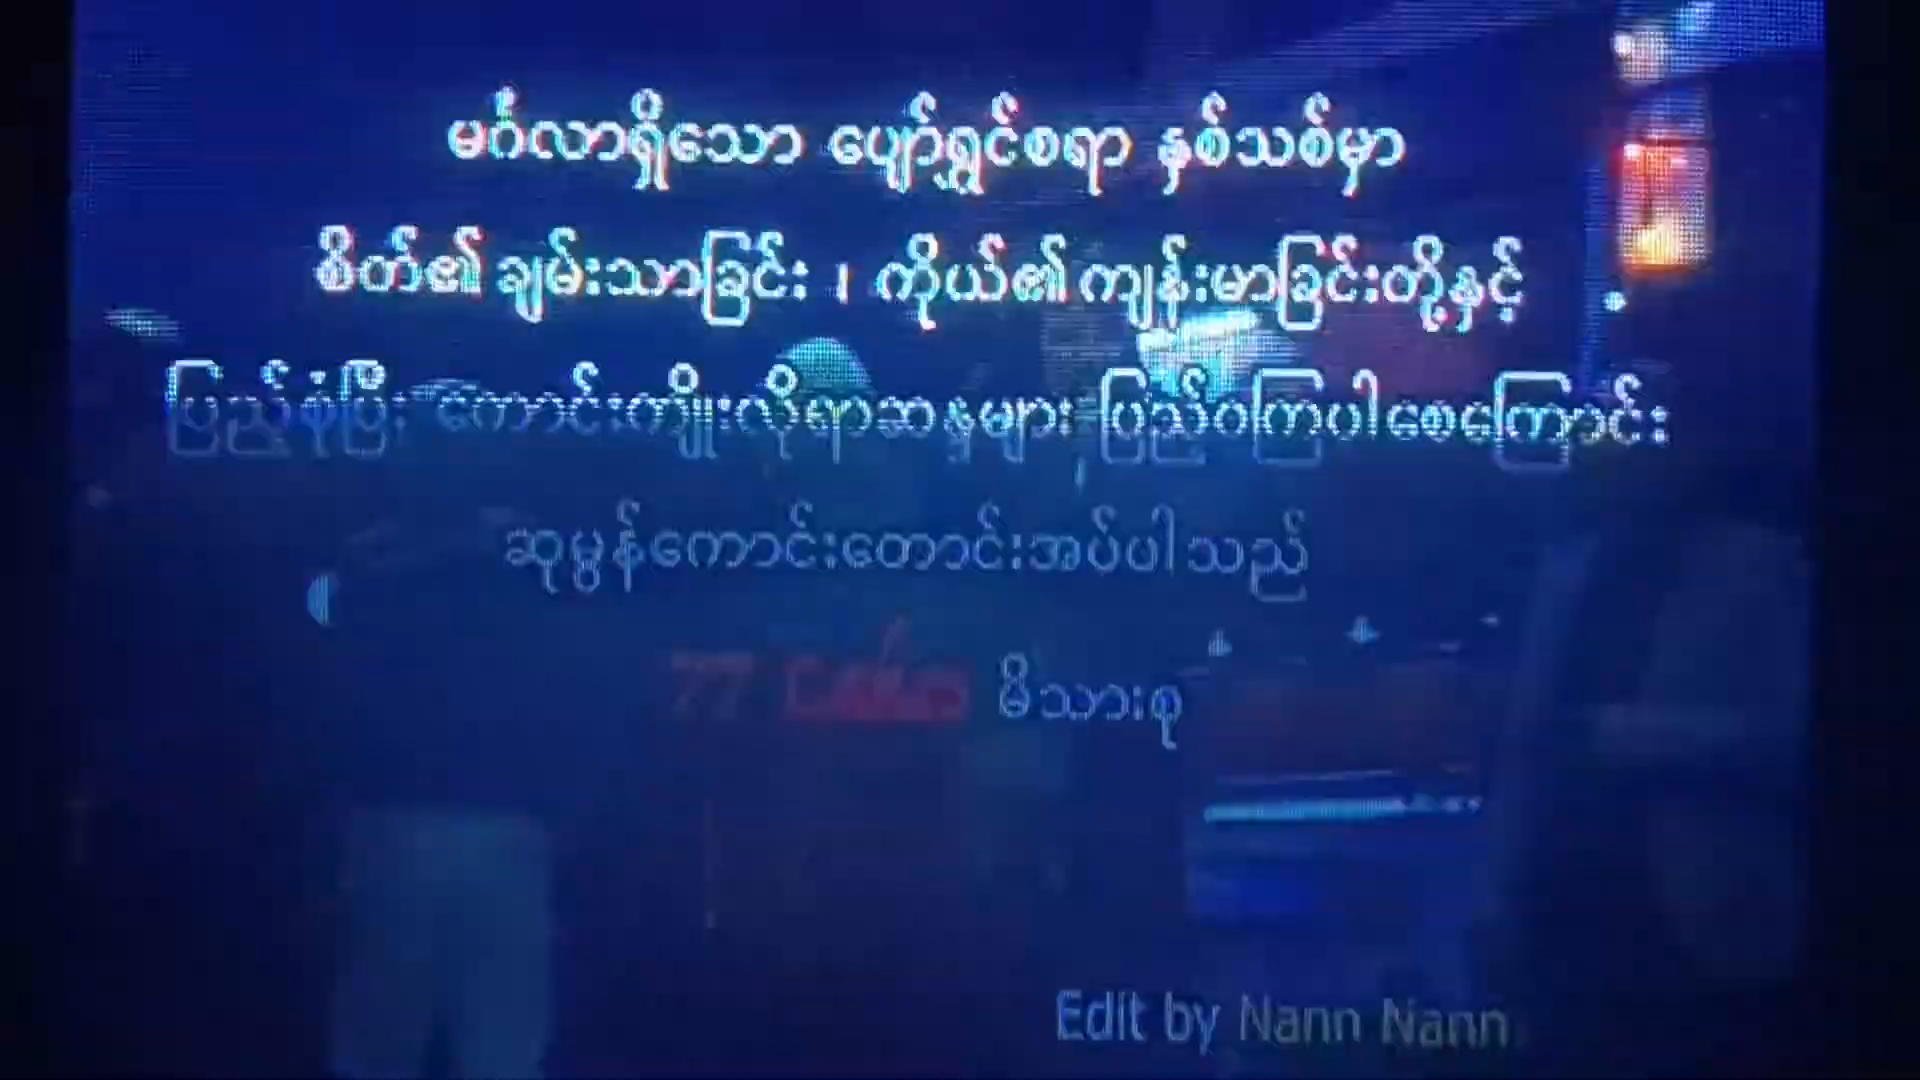 မင်္ဂလာရှိသော ပျော်ရွှင်စရာ နှစ်သစ်မှာ
စိတ်၏ ချမ်းသာခြင်း ၊ ကိုယ်၏ ကျန်းမာခြင်းတို့နှင့်
ပြည့်စုံပြီး ကောင်းကျိုးလိုရာဆန္ဒများ ပြည့်ဝကြပါစေကြောင်း
ဆုမွန်ကောင်းတောင်းအပ်ပါသည်
77 မိသားစု
Edit by Nann Nann